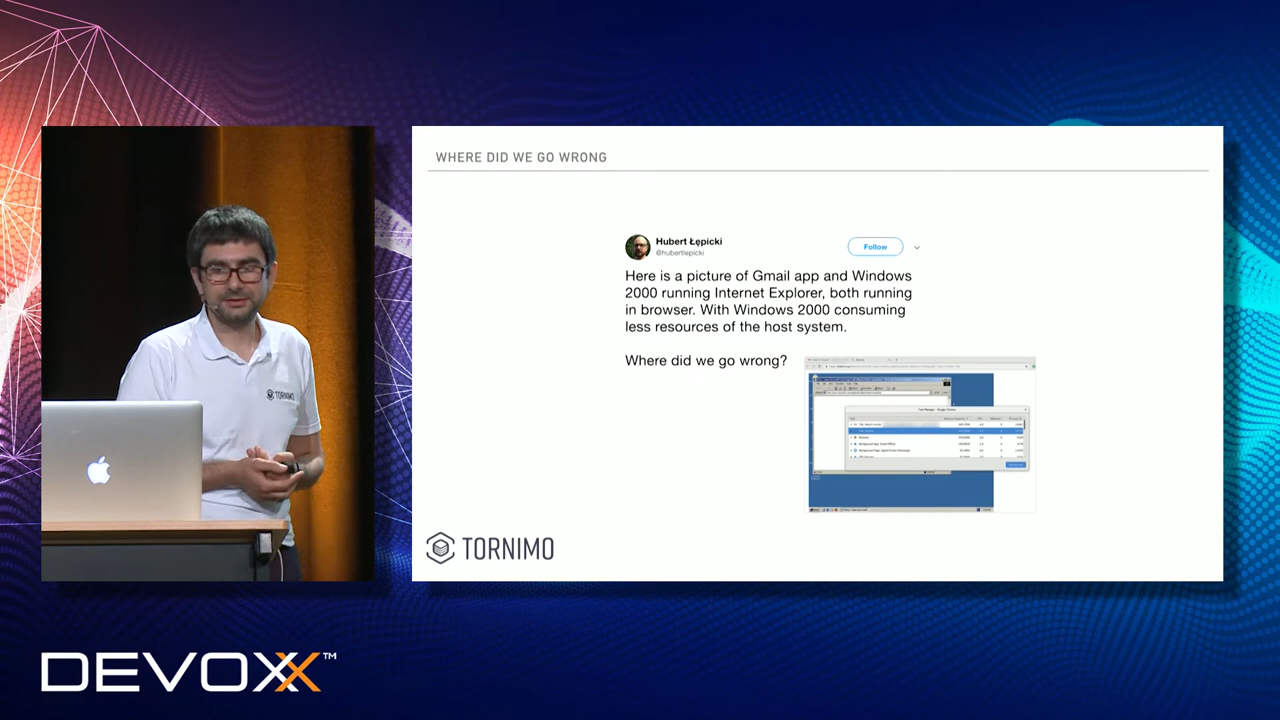 WHERE DID WE GO WRONG
Hubert Łępicki
@hubertlepicki
Follow
Here is a picture of Gmail app and Windows
2000 running Internet Explorer, both running
in browser. With Windows 2000 consuming
less resources of the host system.
Where did we go wrong?
TORNIMO
TORNIMO
DEVOXX™